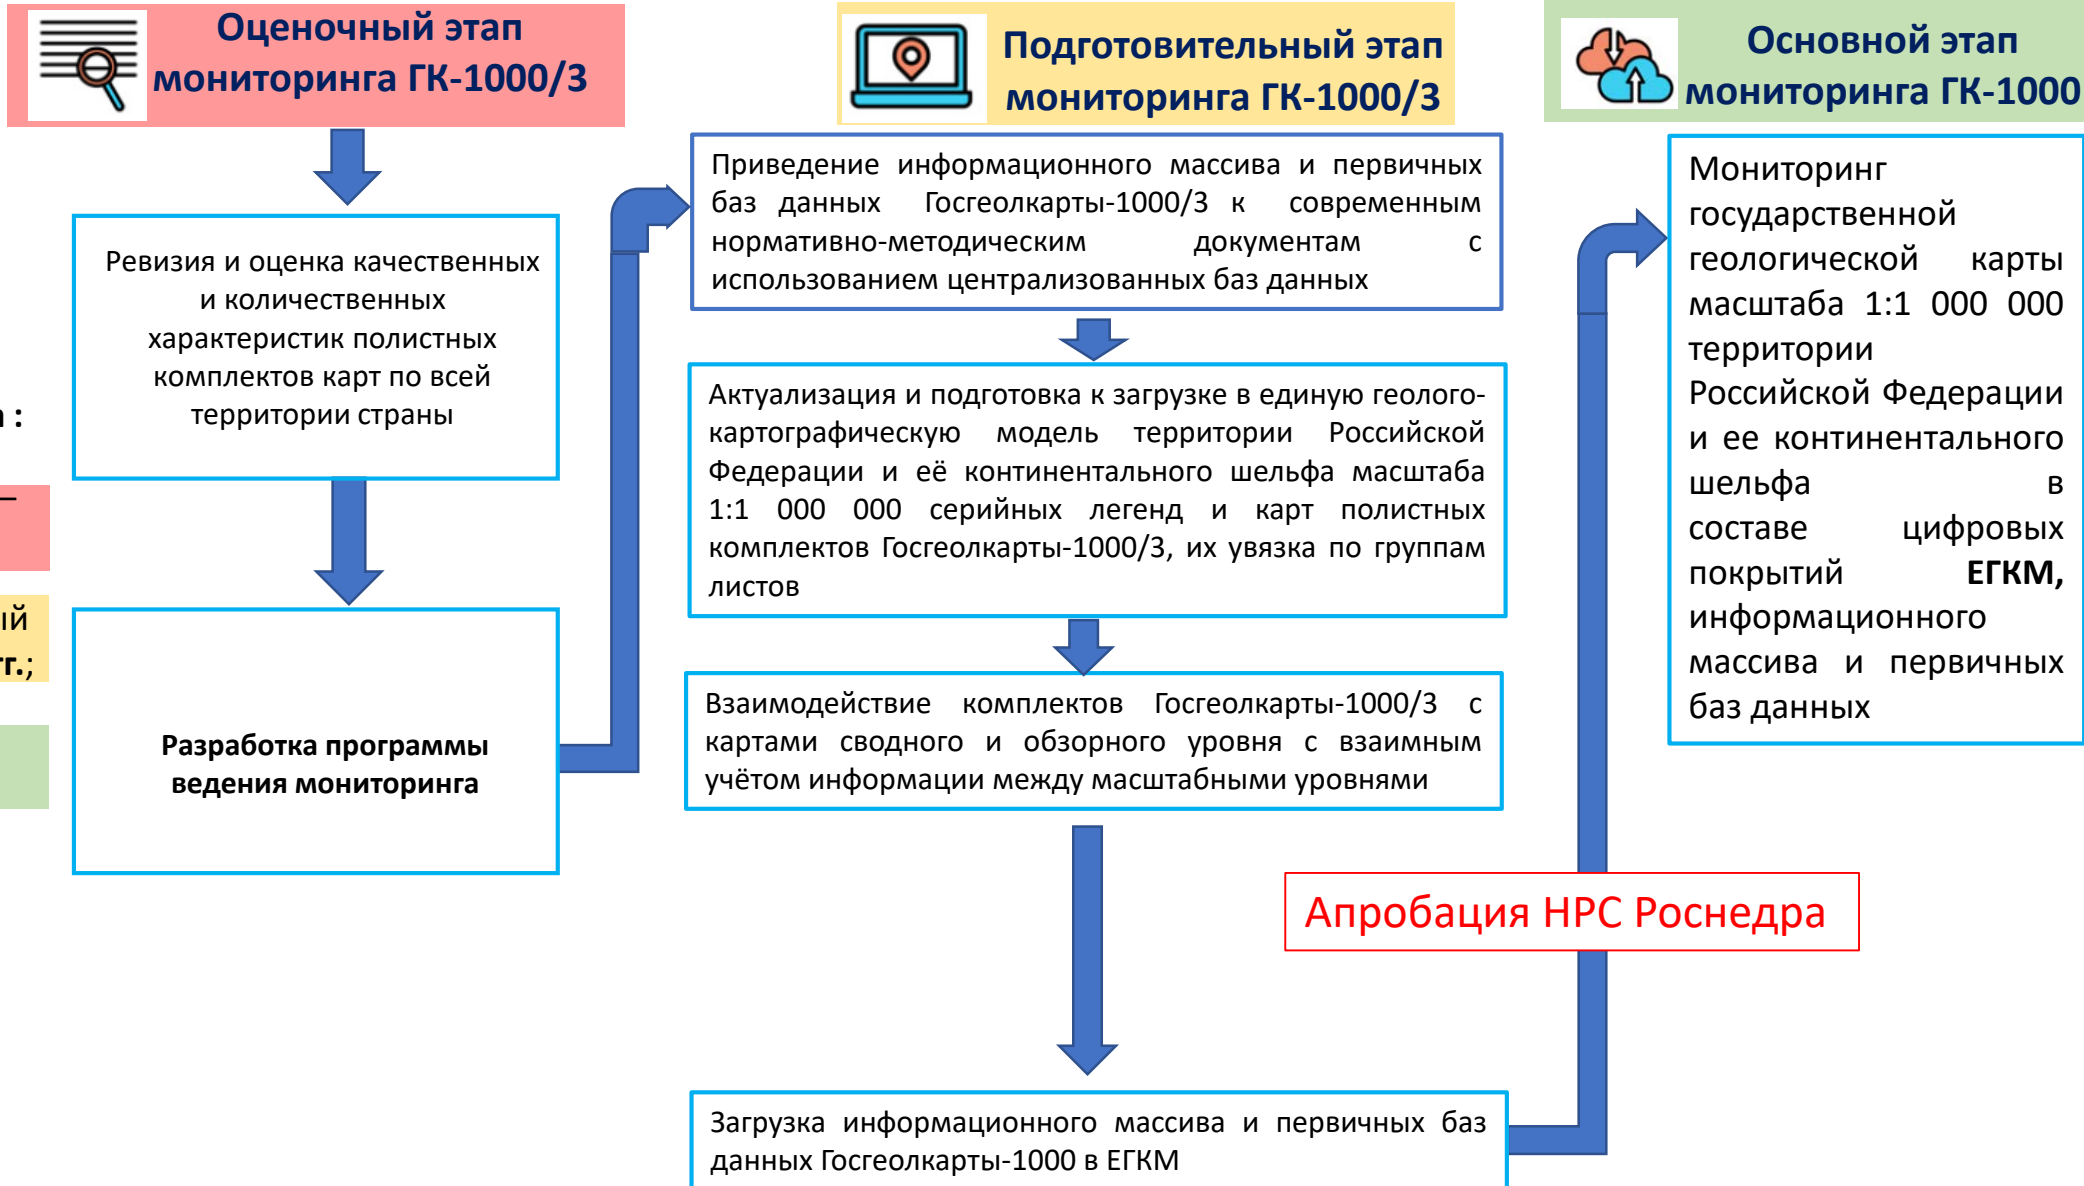 Оценочный этап
мониторинга ГК-1000/3
Ревизия и оценка качественных
и количественных
характеристик полистных
комплектов карт по всей
территории страны
Разработка программы
ведения мониторинга
:
–
гг.;
Подготовительный этап
мониторинга ГК-1000/3
Приведение информационного массива и первичных
баз данных Госгеолкарты-1000/3 к современным
нормативно-методическим документам с
использованием централизованных баз данных
Актуализация и подготовка к загрузке в единую геолого-
картографическую модель территории Российской
Федерации и её континентального шельфа масштаба
1:1 000 000 серийных легенд и карт полистных
комплектов Госгеолкарты-1000/3, их увязка по группам
листов
Взаимодействие комплектов Госгеолкарты-1000/3 с
картами сводного и обзорного уровня с взаимным
учётом информации между масштабными уровнями
Загрузка информационного массива и первичных баз
данных Госгеолкарты-1000 в ЕГКМ
Апробация НРС Роснедра
Основной этап
мониторинга ГК-1000
Мониторинг
государственной
геологической карты
масштаба 1:1 000 000
территории
Российской Федерации
и ее континентального
шельфа в
составе цифровых
покрытий ЕГКМ,
информационного
массива и первичных
баз данных